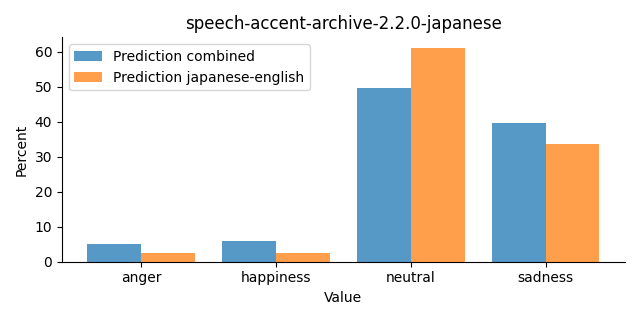 speech-accent-archive-2.2.0-japanese
Prediction combined
Prediction japanese-english
Percent
60
50
40
30
20
10
0
anger happiness neutral sadness
Value